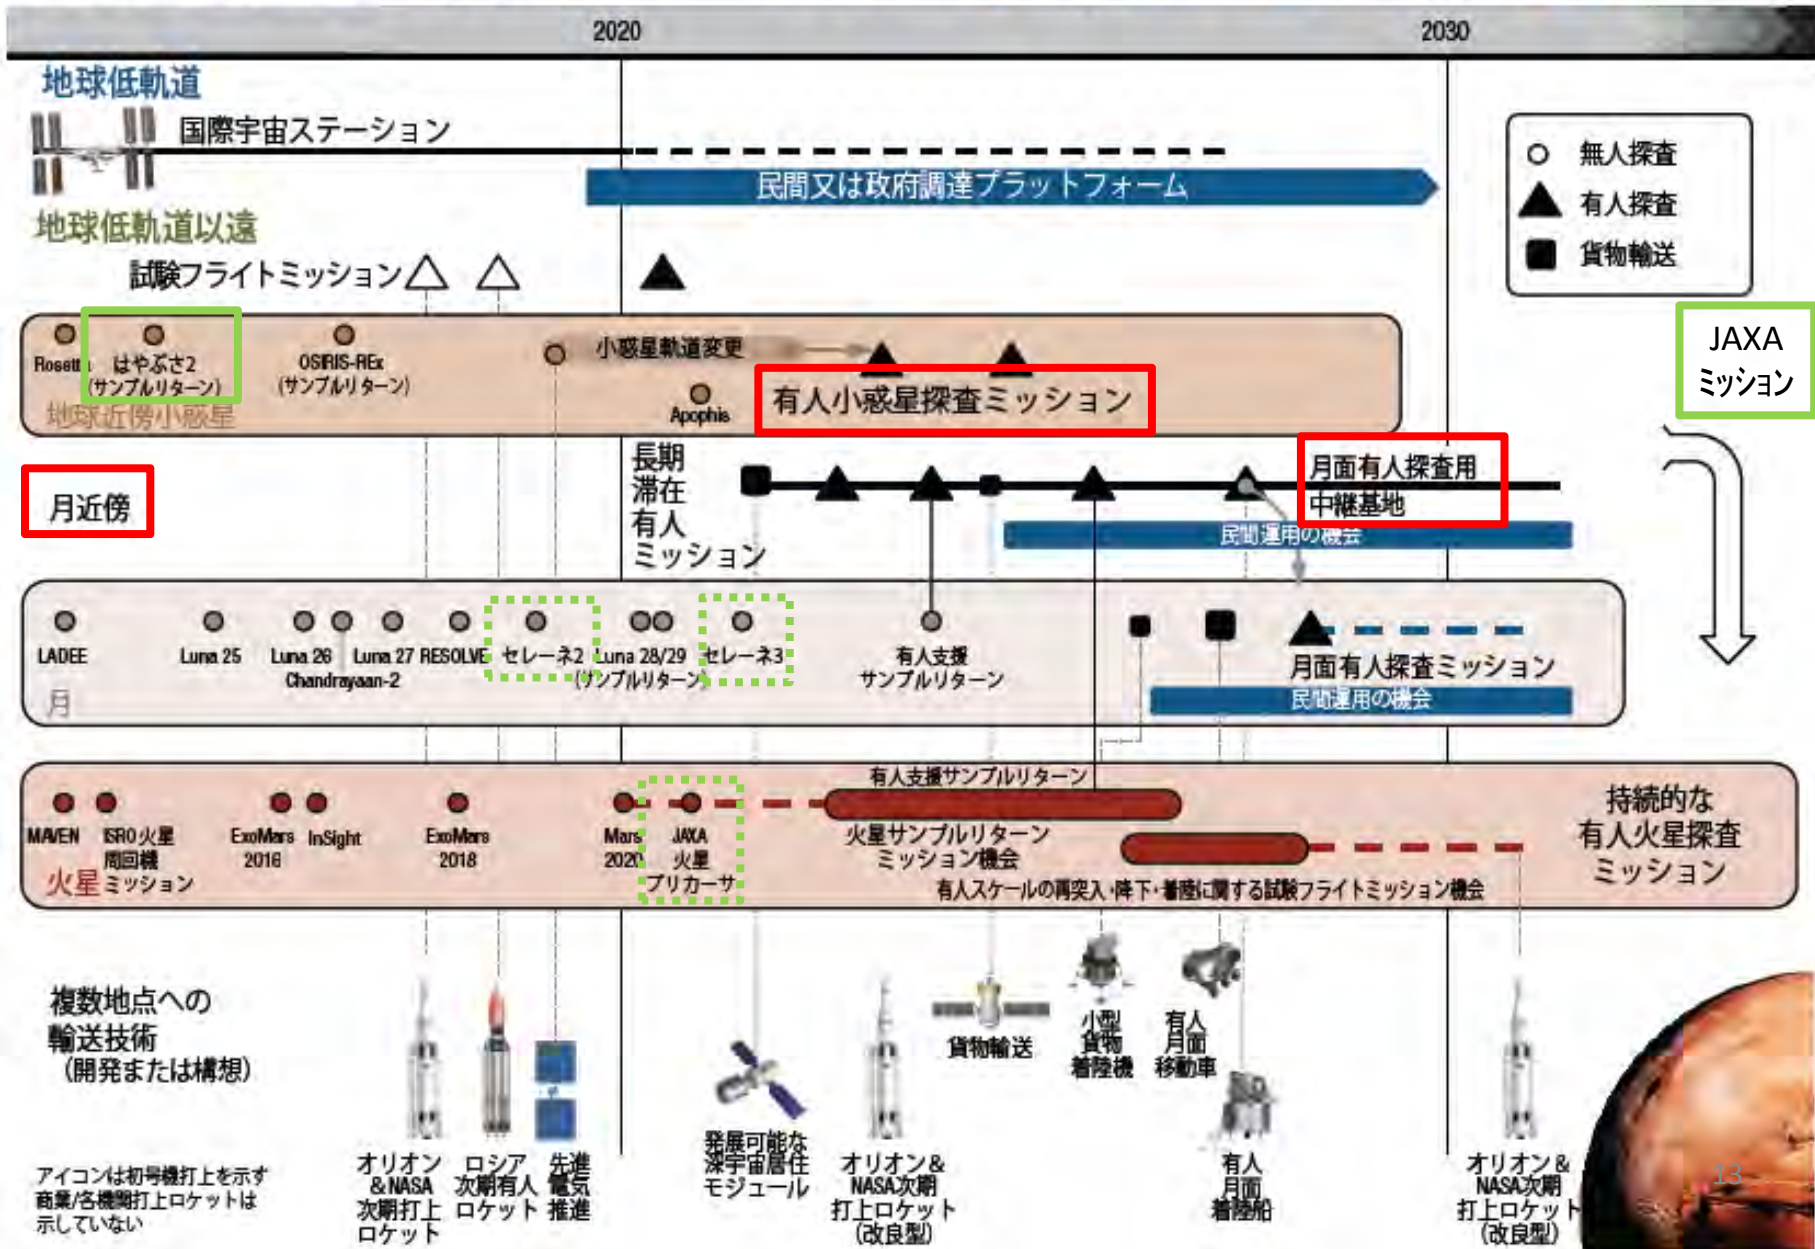 2020
2030
地球低軌道
国際宇宙ステーション
民間又は政府調達プラットフォーム
無人探査
有人探査
貨物輸送
地球低軌道以遠
試験フライトミッション
JAXA
ミッション
Rosetta
はやぶさ2
(サンプルリターン)
OSIRIS-REx
(サンプルリターン)
小惑星軌道変更
Apophis
有人小惑星探査ミッション
地球近傍小惑星
月近傍
長期
滞在
有人
ミッション
月面有人探査用
中継基地
民間運用の機会
LADEE
Luna 25
Luna 26
Chandrayaan-2
Luna 27
RESOLVE
セレーネ2
Luna 28/29
(サンプルリターン)
セレーネ3
有人支援
サンプルリターン
月面有人探査ミッション
民間運用の機会
月
有人支援サンプルリターン
MAVEN
ISRO火星
周回機
ミッション
ExoMars
2016
InSight
ExoMars
2018
Mars
2020
JAXA
火星
プリカーサ
火星サンプルリターン
ミッション機会
有人スケールの再突入・降下・着陸に関する試験フライトミッション機会
持続的な
有人火星探査
ミッション
火星
複数地点への
輸送技術
(開発または構想)
オリオン
&NASA
次期打上
ロケット
ロシア
次期有人
ロケット
先進
電気
推進
発展可能な
深宇宙居住
モジュール
オリオン&
NASA次期
打上ロケット
(改良型)
貨物輸送
小型
貨物
着陸機
有人
月面
移動車
有人
月面
着陸船
オリオン&
NASA次期
打上ロケット
(改良型)
アイコンは初号機打上を示す
商業/各機関打上ロケットは
示していない
13